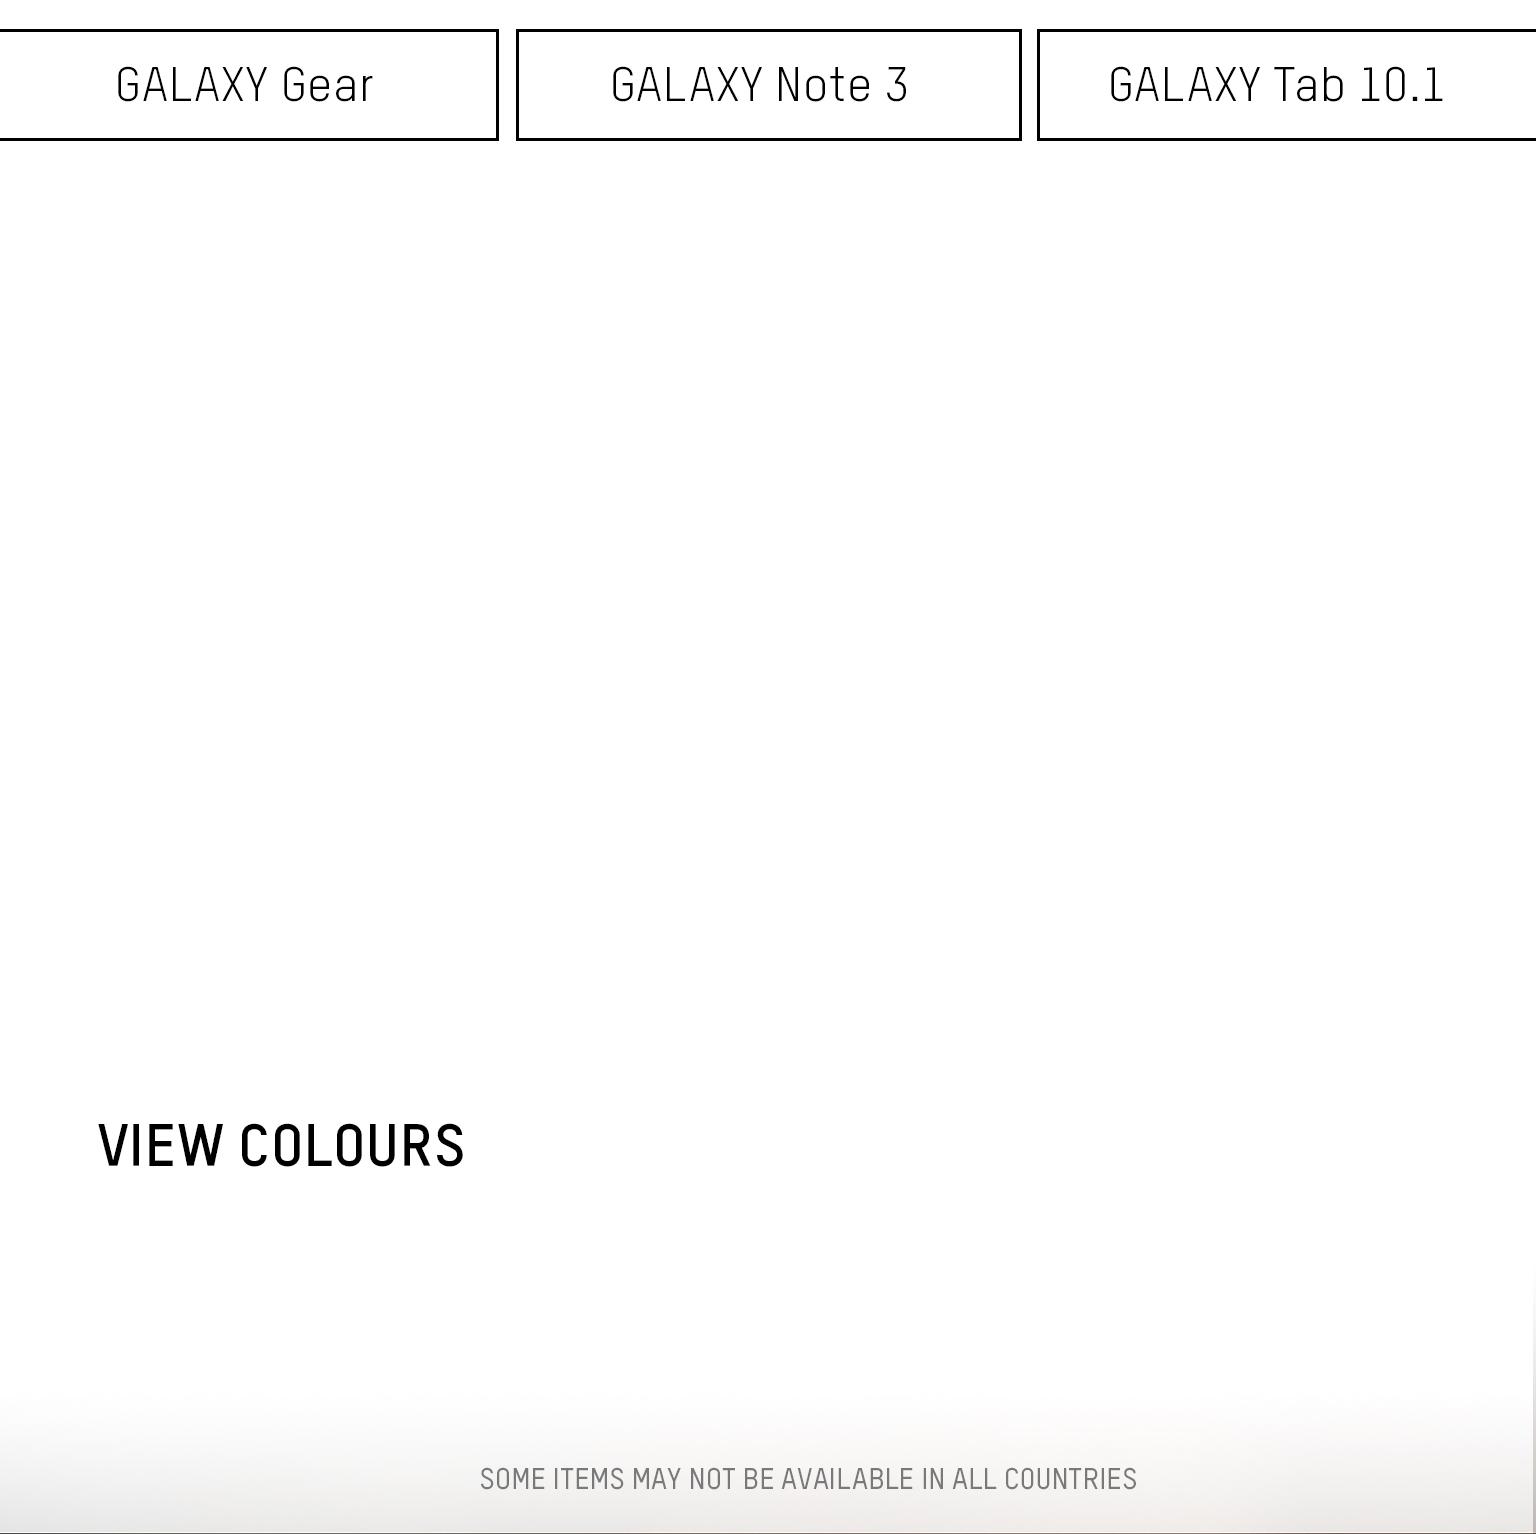 GALAXY Gear
GALAXY Note 3
GALAXY Tab 10.1
VIEW COLOURS
SOME ITEMS MAY NOT BE AVAILABLE IN ALL COUNTRIES